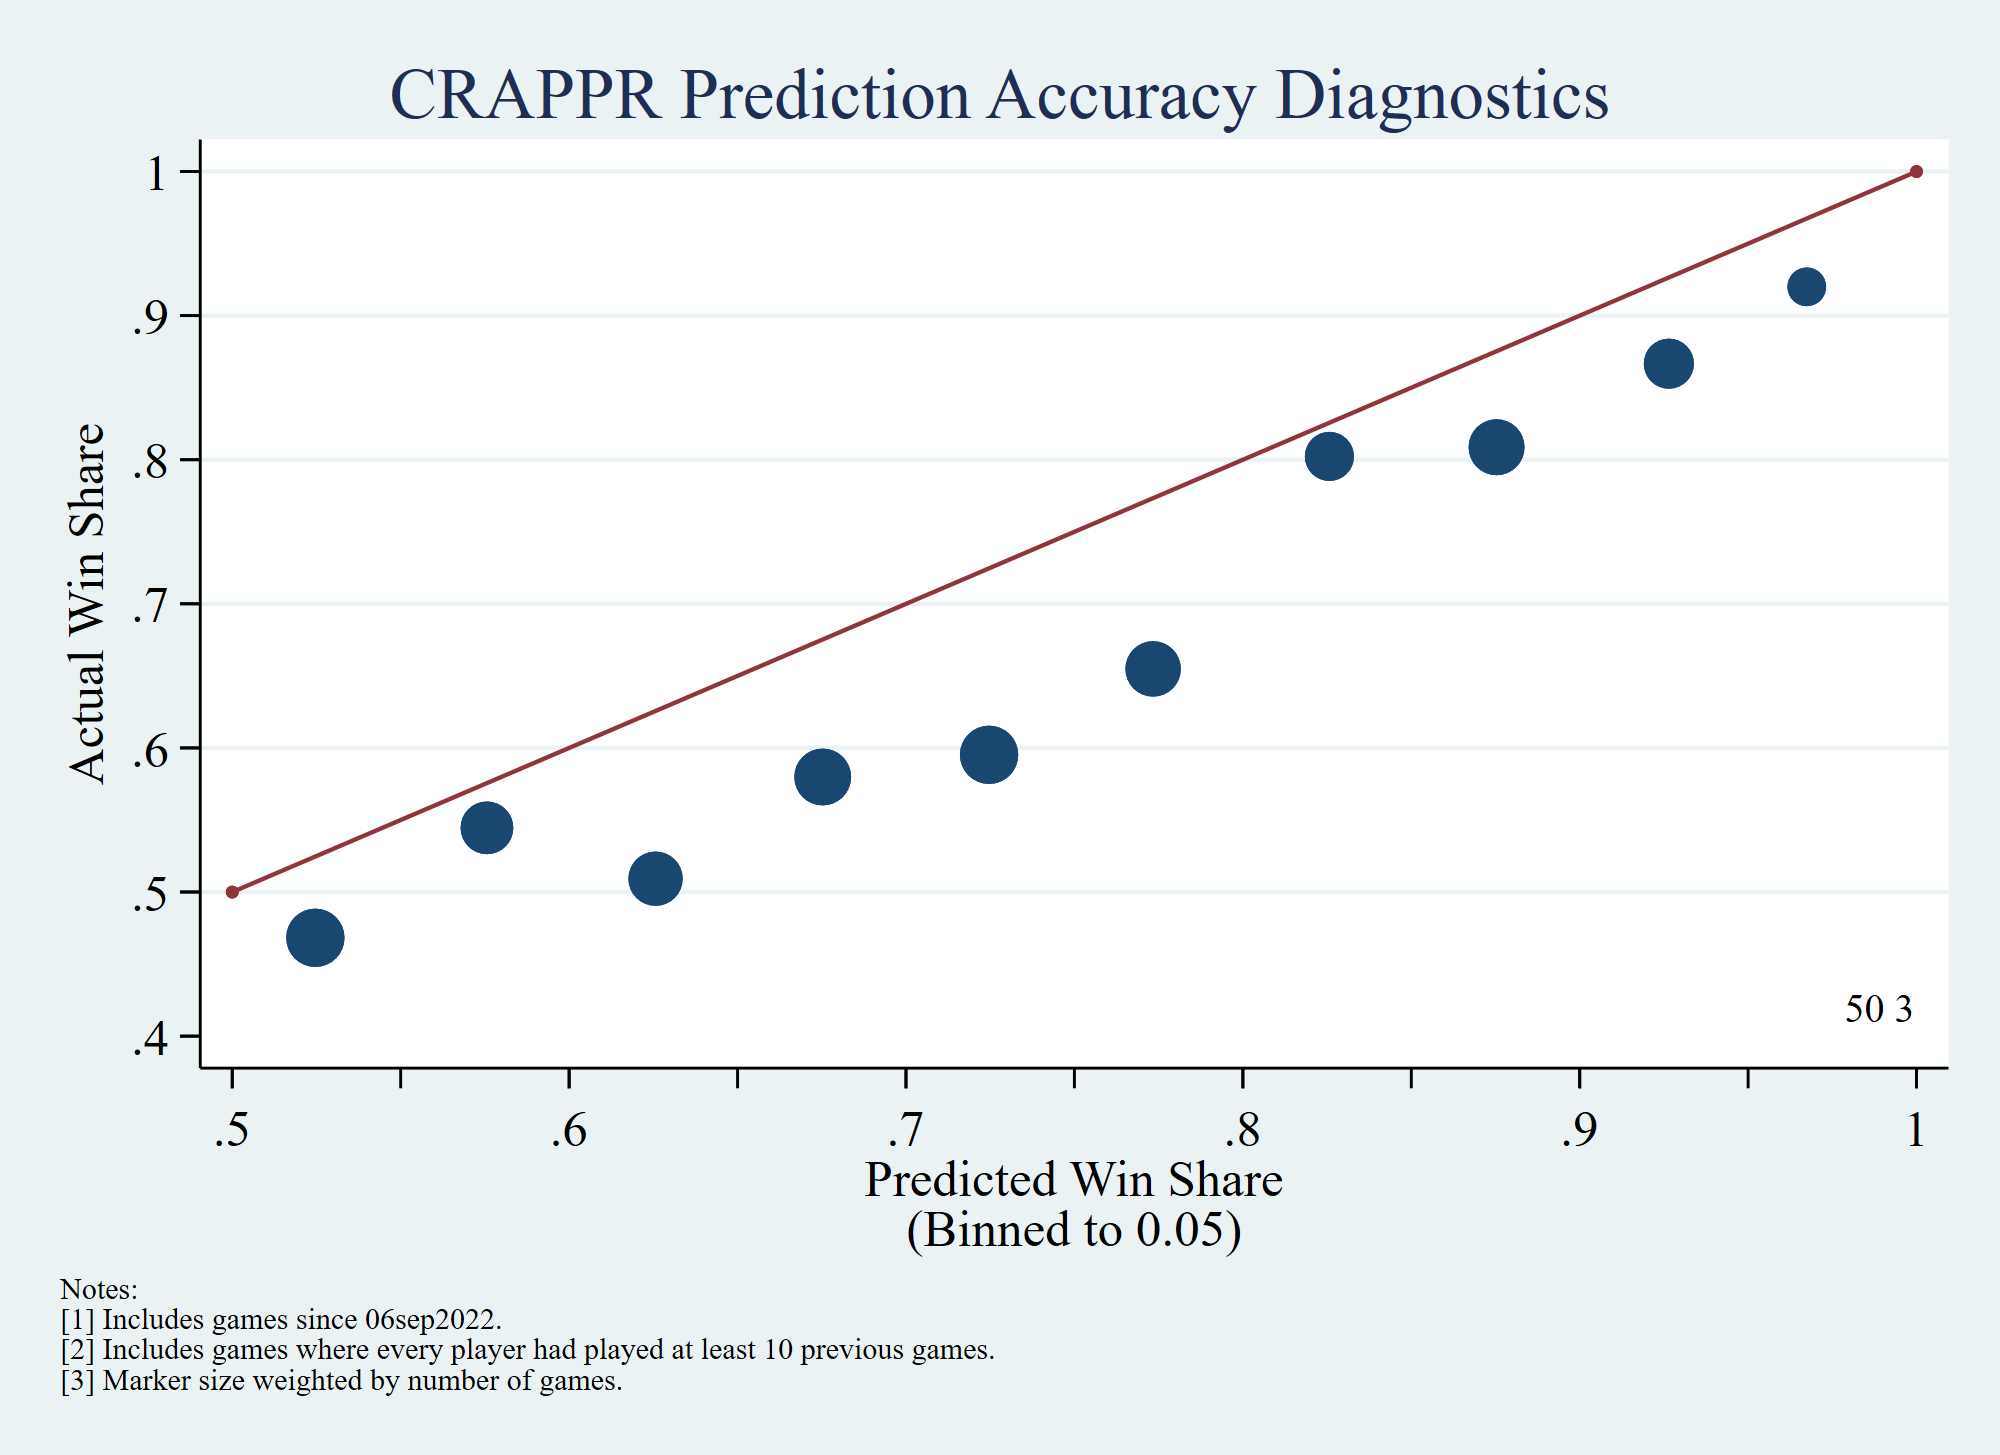 CRAPPR Prediction Accuracy Diagnostics
1
.9
.8
.7
.6
.5
.4
Actual Win Share
50 3
.5 .6 .7 .8 .9 1
Predicted Win Share
(Binned to 0.05)
Notes:
[1] Includes games since 06sep2022.
[2] Includes games where every player had played at least 10 previous games.
[3] Marker size weighted by number of games.